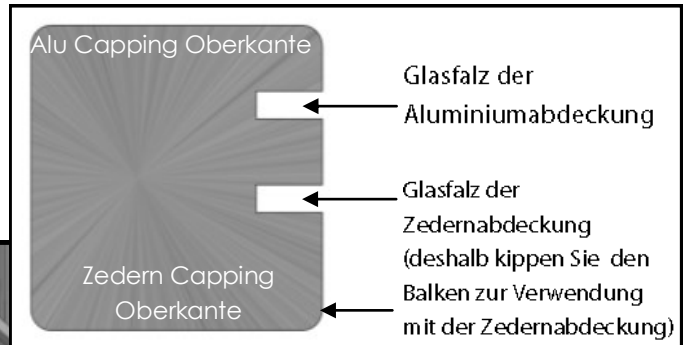 Alu Capping Oberkante
Glasfalz der
Aluminiumabdeckung
Glasfalz der
Zedernabdeckung
(deshalb kippen Sie den
Balken zur Verwendung
mit der Zedernabdeckung)
Zedern Capping
Oberkante